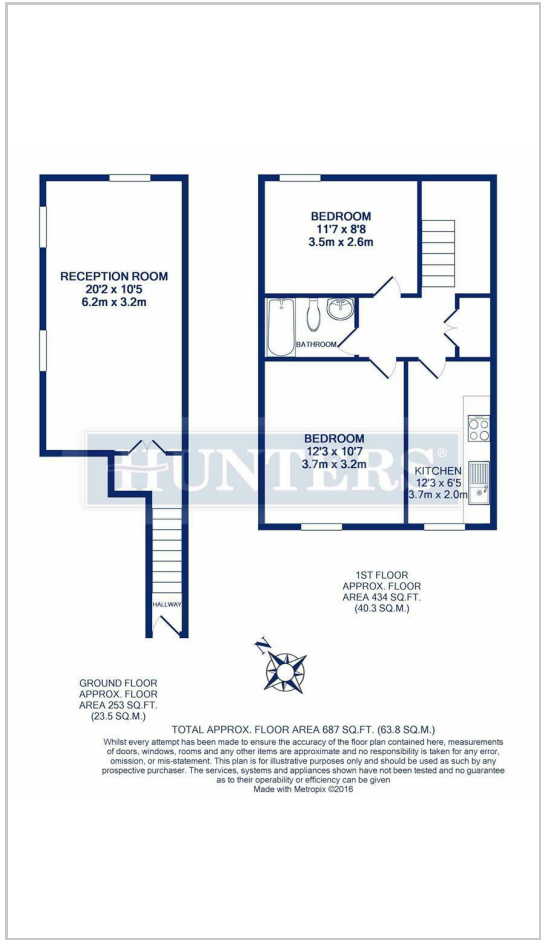 RECEPTION ROOM
20'2 x 10'5
6.2m x 3.2m
BEDROOM
11'7 x 8'8
3.5m x 2.6m
BATHROOM
BEDROOM
12'3 x 10'7
3.7m x 3.2m
KITCHEN
12'3 x 6'5
3.7m x 2.0m
HUNTERS®
HALLWAY
1ST FLOOR
APPROX. FLOOR
AREA 434 SQ.FT.
(40.3 SQ.M.)
N
GROUND FLOOR
APPROX. FLOOR
AREA 253 SQ.FT.
(23.5 SQ.M.)
TOTAL APPROX. FLOOR AREA 687 SQ.FT. (63.8 SQ.M.)
Whilst every attempt has been made to ensure the accuracy of the floor plan contained here, measurements
of doors, windows, rooms and any other items are approximate and no responsibility is taken for any error,
omission, or mis-statement. This plan is for illustrative purposes only and should be used as such by any
prospective purchaser. The services, systems and appliances shown have not been tested and no guarantee
as to their operability or efficiency can be given
Made with Metropix ©2016